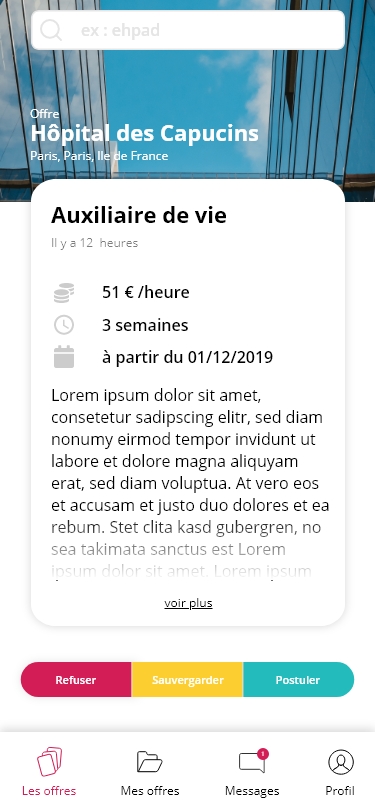 ex : ehpad
Offre
Hôpital des Capucins
Paris, Paris, Ile de France
Auxiliaire de vie
Il y a 12 heures
51 € /heure
3 semaines
à partir du 01/12/2019
Lorem ipsum dolor sit amet,
consetetur sadipscing elitr, sed diam
nonumy eirmod tempor invidunt ut
labore et dolore magna aliquyam
erat, sed diam voluptua. At vero eos
et accusam et justo duo dolores et ea
rebum. Stet clita kasd gubergren, no
sea takimata sanctus est Lorem
ipsum dolor sit amet. Lorem ipsum
voir plus
Refuser Sauvergarder Postuler
1
Les offres Mes offres Messages Profil